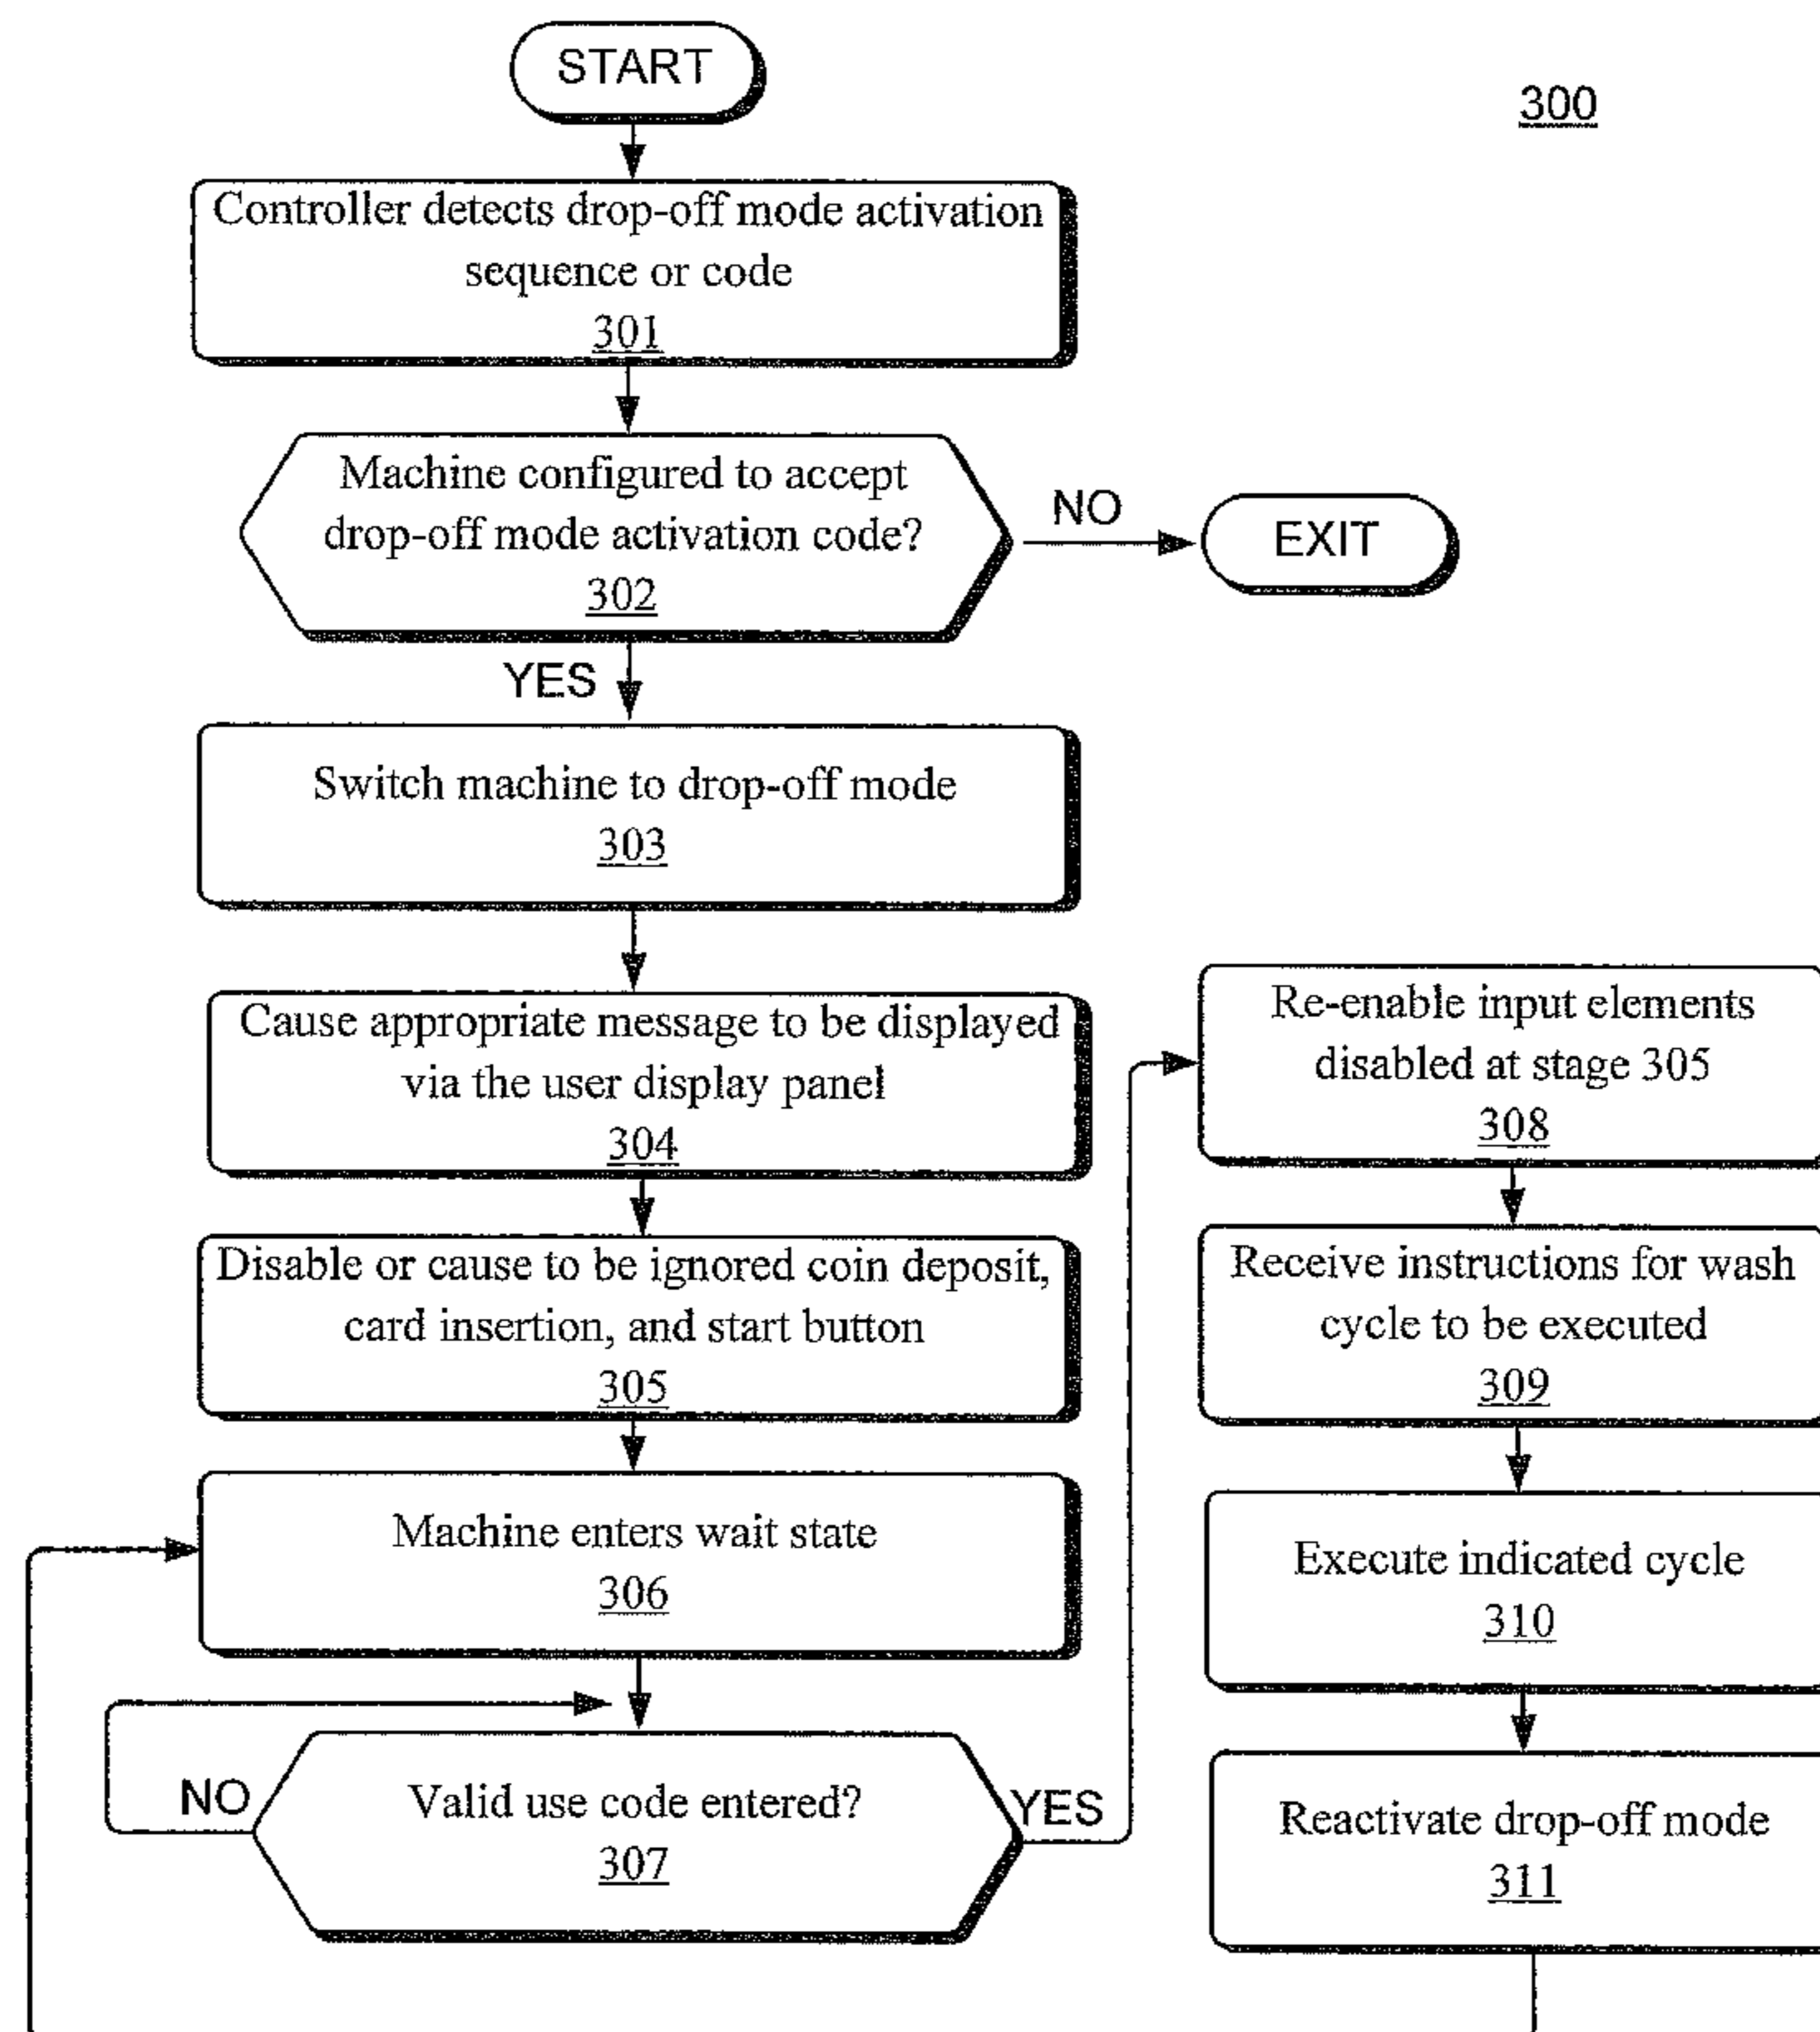 START
300
Controller detects drop-off mode activation
sequence or code
301
Machine configured to accept
drop-off mode activation code?
302
NO
EXIT
YES
Switch machine to drop-off mode
303
Cause appropriate message to be displayed
via the user display panel
304
Disable or cause to be ignored coin deposit,
card insertion, and start button
305
Machine enters wait state
306
NO
Valid use code entered?
307
YES
Re-enable input elements
disabled at stage 305
308
Receive instructions for wash
cycle to be executed
309
Execute indicated cycle
310
Reactivate drop-off mode
311